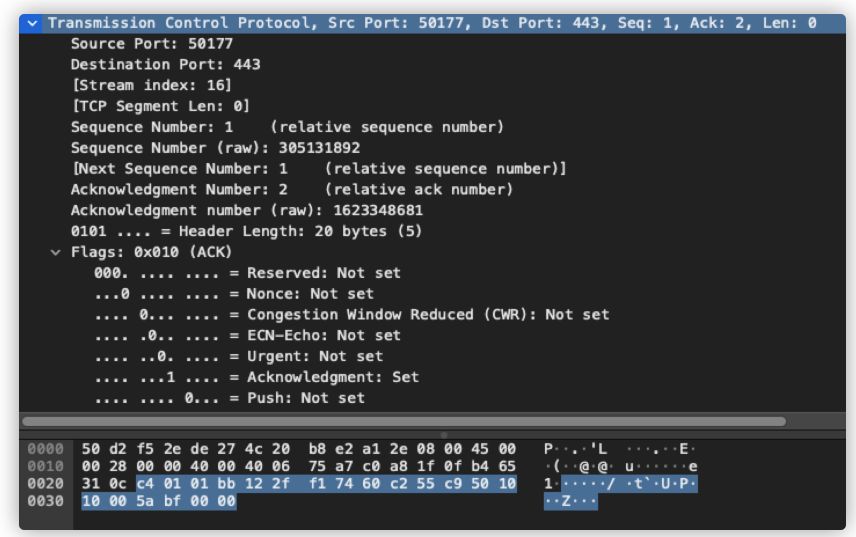 Transmission Control Protocol, Src Port: 50177, Dst Port: 443, Seq: 1, Ack: 2, Len: 0
Source Port: 50177
Destination Port: 443
[Stream index: 16]
[TCP Segment Len: 0]
Sequence Number: 1    (relative sequence number)
Sequence Number (raw): 305131892
[Next Sequence Number: 1    (relative sequence number)]
Acknowledgment Number: 2    (relative ack number)
Acknowledgment number (raw): 1623348681
0101 .... = Header Length: 20 bytes (5)
Flags: 0x010 (ACK)
000. .... .... = Reserved: Not set
...0 .... .... = Nonce: Not set
.... 0... .... = Congestion Window Reduced (CWR): Not set
.... .0.. .... = ECN-Echo: Not set
.... ..0. .... = Urgent: Not set
.... ...1 .... = Acknowledgment: Set
.... .... 0... = Push: Not set
0000  50 d2 f5 2e de 27 4c 20  b8 e2 a1 2e 08 00 45 00  P··.·'L ···.··E·
0010  00 28 00 00 40 00 40 06  75 a7 c0 a8 1f 0f b4 65  ·(··@·@· u······e
0020  31 0c c4 01 01 bb 12 2f  f1 74 60 c2 55 c9 50 10  1······/ ·t`·U·P·
0030  10 00 5a bf 00 00  ··Z···